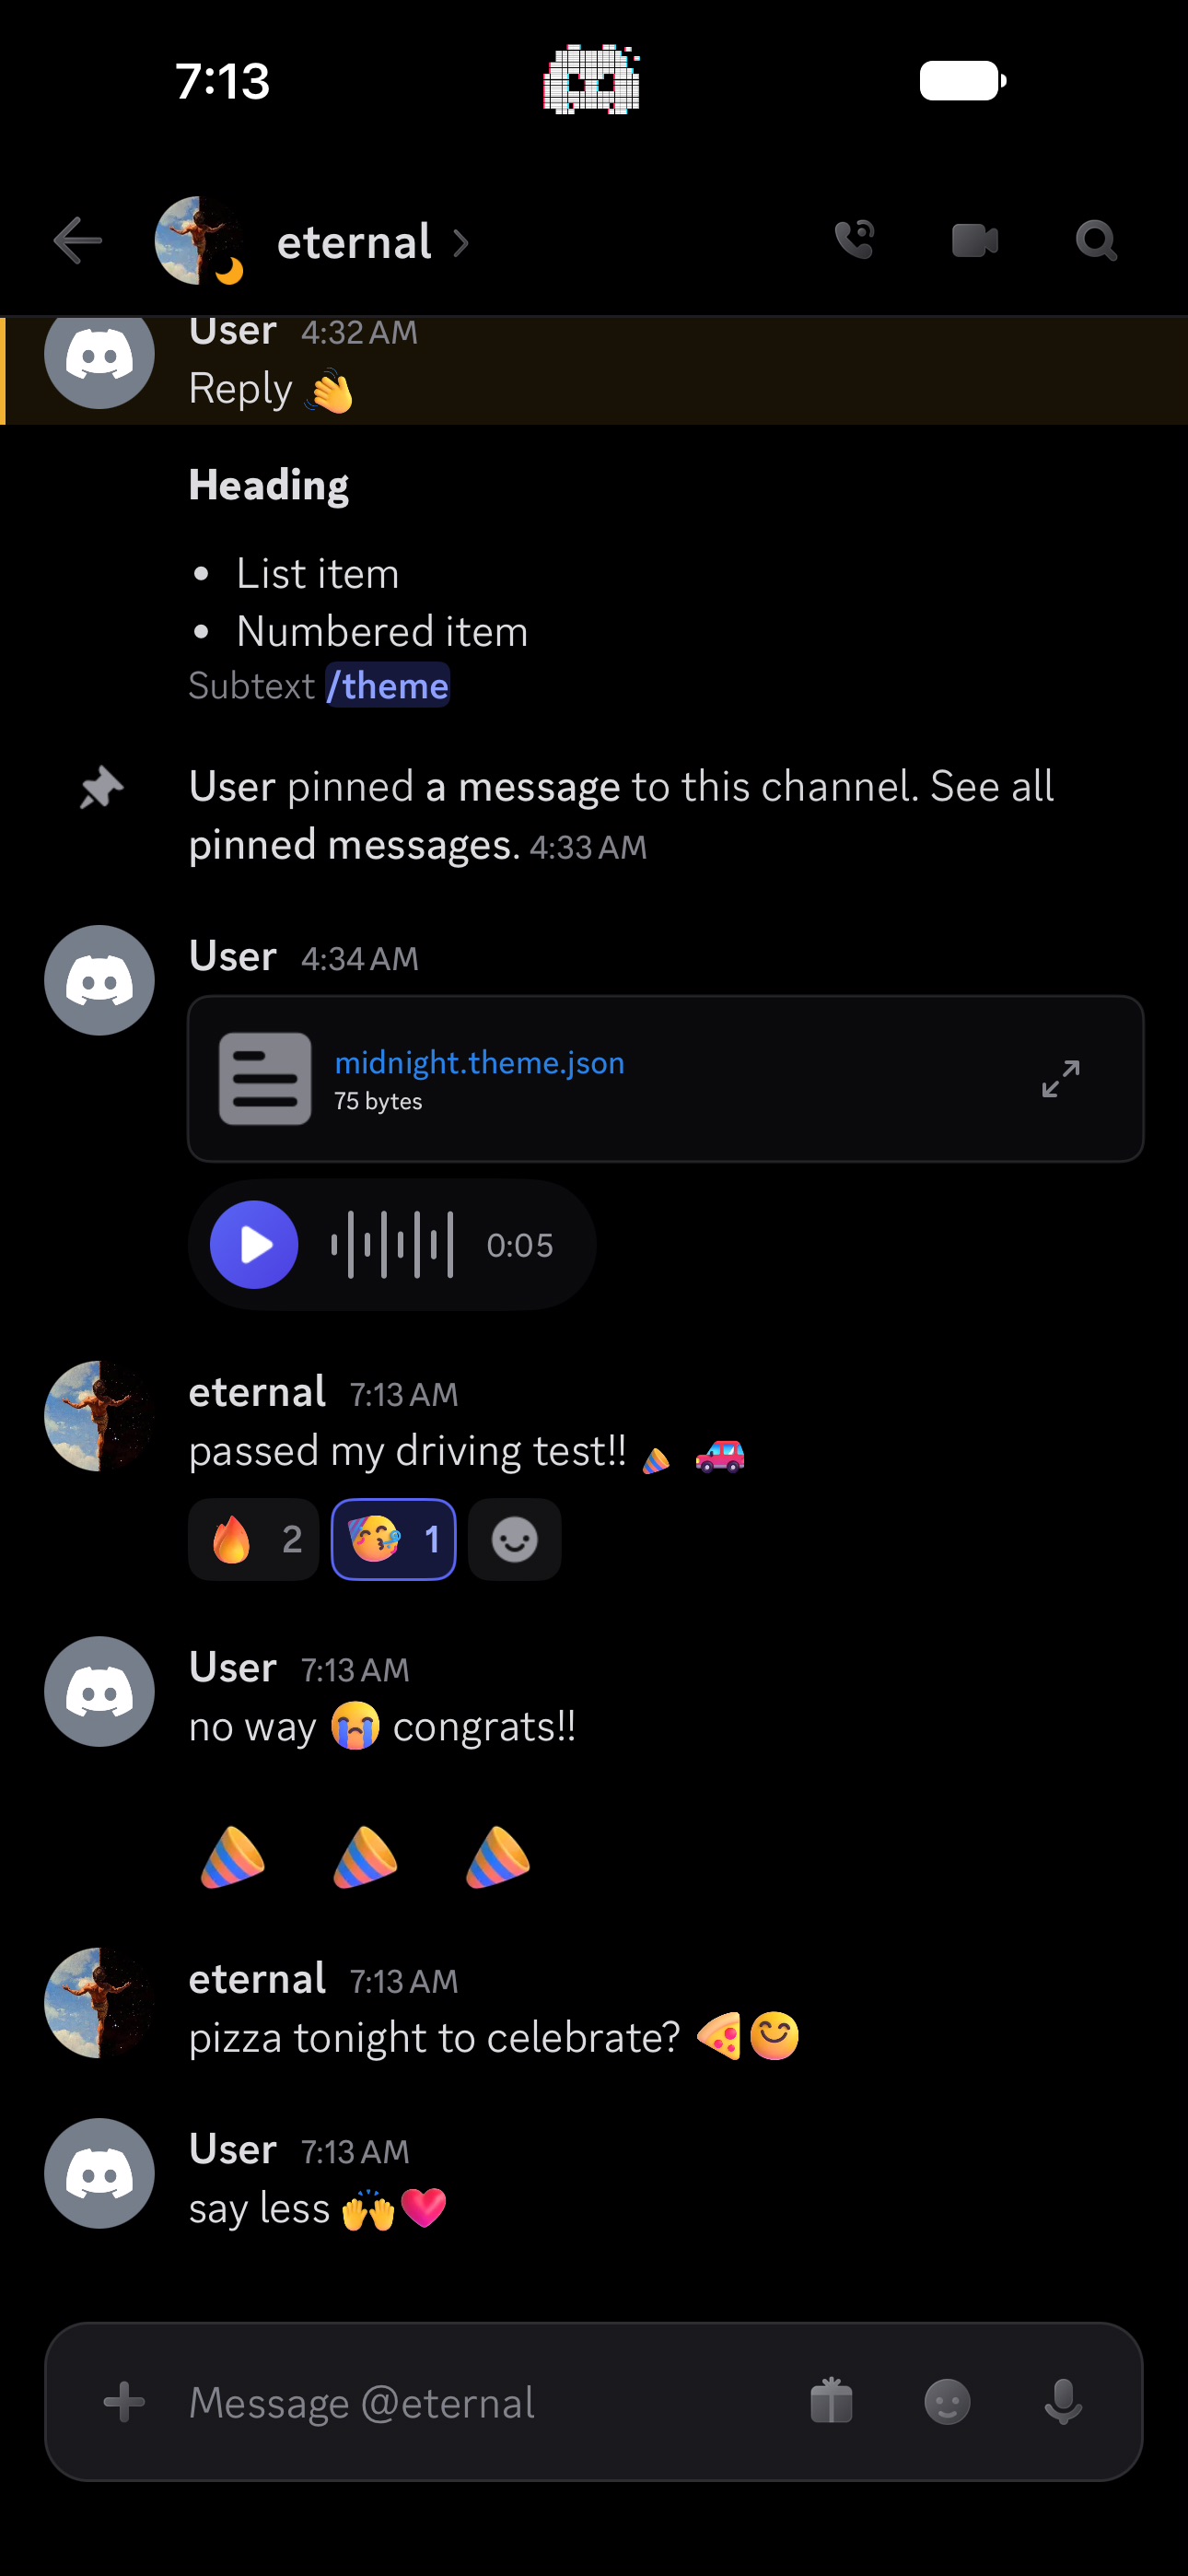 7:13
eternal
User 4:32 AM
Reply 👋
Heading
• List item
• Numbered item
Subtext /theme
User pinned a message to this channel. See all
pinned messages. 4:33 AM
User 4:34 AM
midnight.theme.json
75 bytes
0:05
eternal 7:13 AM
passed my driving test!! 🎉 🚗
🔥 2 🥳 1
User 7:13 AM
no way 😭 congrats!!
🎉 🎉 🎉
eternal 7:13 AM
pizza tonight to celebrate? 🍕😊
User 7:13 AM
say less 🙌❤️
Message @eternal